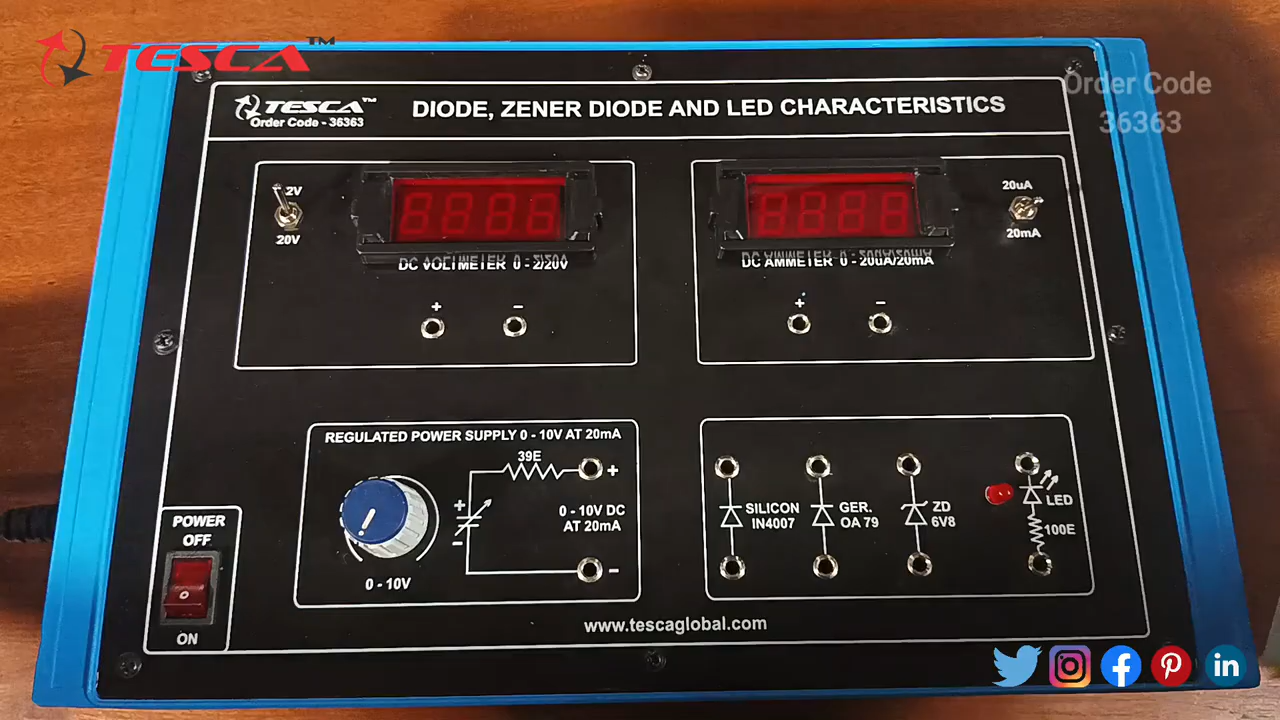 TESCA™
Order Code
36363
TESCA™
Order Code - 36363
DIODE, ZENER DIODE AND LED CHARACTERISTICS
2V
20V
DC VOLTMETER 0 - 2/20V
+ -
20uA
20mA
DC AMMETER 0 - 20uA/20mA
+ -
REGULATED POWER SUPPLY 0 - 10V AT 20mA
39E
+
+
-
0 - 10V DC
AT 20mA
-
0 - 10V
SILICON
IN4007
GER.
OA 79
ZD
6V8
LED
100E
POWER
OFF
ON
www.tescaglobal.com
in